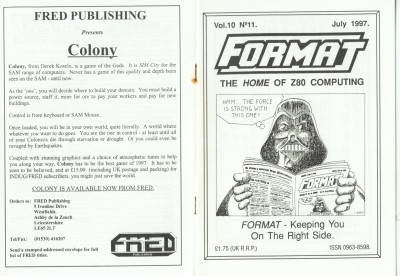 FRED PUBLISHING
Presents
Colony
Colony, from Derek Koselo, is a game of the Gods. It is SIM City for the
SAM range of computers. Never has a game of this quality and depth been
seen on the SAM - until now.
As the 'one', you will decide where to build your domain. You must build a
power source, staff it, must for ore to pay your workers and pay for new
buildings.
Control is from keyboard or SAM Mouse.
Once loaded, you will be in your own world, quite literally. A world where
whatever you want to do goes. You are the one in control - at least until all
of your Colonists die through starvation or drought. Or you could even be
ravaged by Earthquakes.
Coupled with stunning graphics and a choice of atmospheric tunes to help
you along your way, Colony has to be the best game of 1997. It has to be
seen to be believed, and at £15.00 (including UK postage and packing) for
INDUG/FRED subscribers, you might just save the world.
COLONY IS AVAILABLE NOW FROM FRED.
Orders to: FRED Publishing
5 Ivanhoe Drive
Westfields
Ashby de la Zouch
Leicestershire
LE65 2LT
Tel/Fax: (01530) 416207
Send a stamped addressed envelope for full
list of FRED titles.
FRED
PUBLISHING
Vol.10 Nº11. July 1997.
FORMAT
THE HOME OF Z80 COMPUTING
HMM.. THE FORCE
IS STRONG WITH
THIS ONE!
FORMAT
FORMAT - Keeping You
On The Right Side.
£1.75 (UK R.R.P.) ISSN 0963-8598.